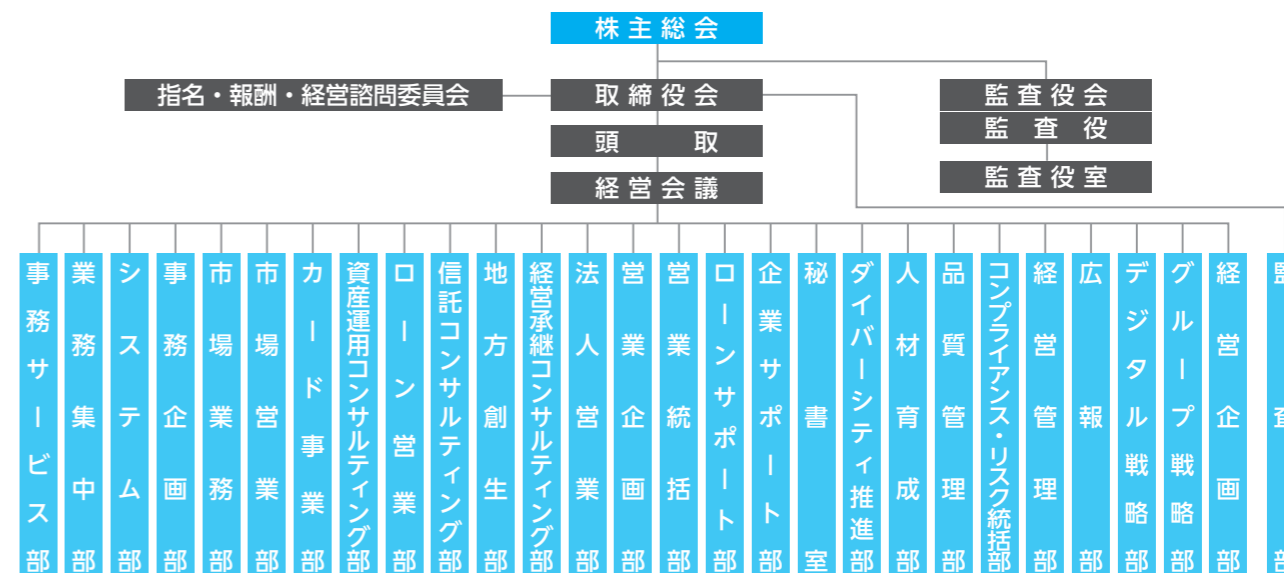 株主総会
指名・報酬・経営諮問委員会
取締役会
監査役会
頭取
監査役
経営会議
監査役室
事務サービス部
業務集中部
システム部
事務企画部
市場業務部
市場営業部
カード事業部
資産運用コンサルティング部
ローン営業部
信託コンサルティング部
地方創生部
経営承継コンサルティング部
法人営業部
営業企画部
営業統括部
ローンサポート部
企業サポート部
秘書室
ダイバーシティ推進部
人材育成部
品質管理部
コンプライアンス・リスク統括部
経営管理部
広報部
デジタル戦略部
グループ戦略部
経営企画部
監査部